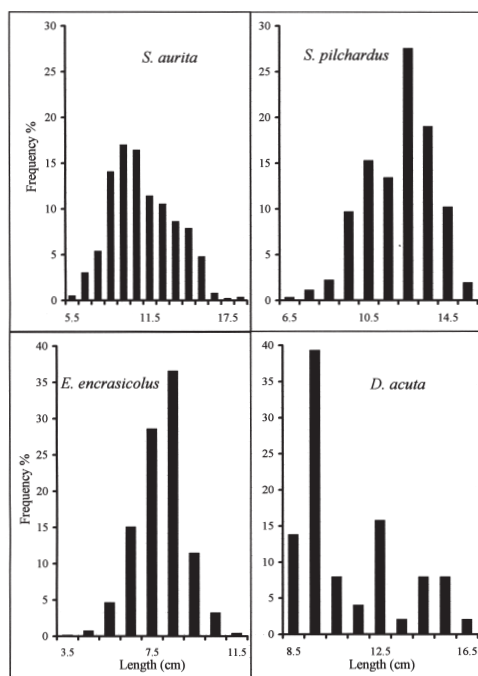 S. aurita
30
25
20
15
10
5
0
Frequency %
5.5 11.5 17.5
S. pilchardus
30
25
20
15
10
5
0
6.5 10.5 14.5
E. encrasicolus
40
35
30
25
20
15
10
5
0
Frequency %
3.5 7.5 11.5
Length (cm)
D. acuta
40
35
30
25
20
15
10
5
0
8.5 12.5 16.5
Length (cm)